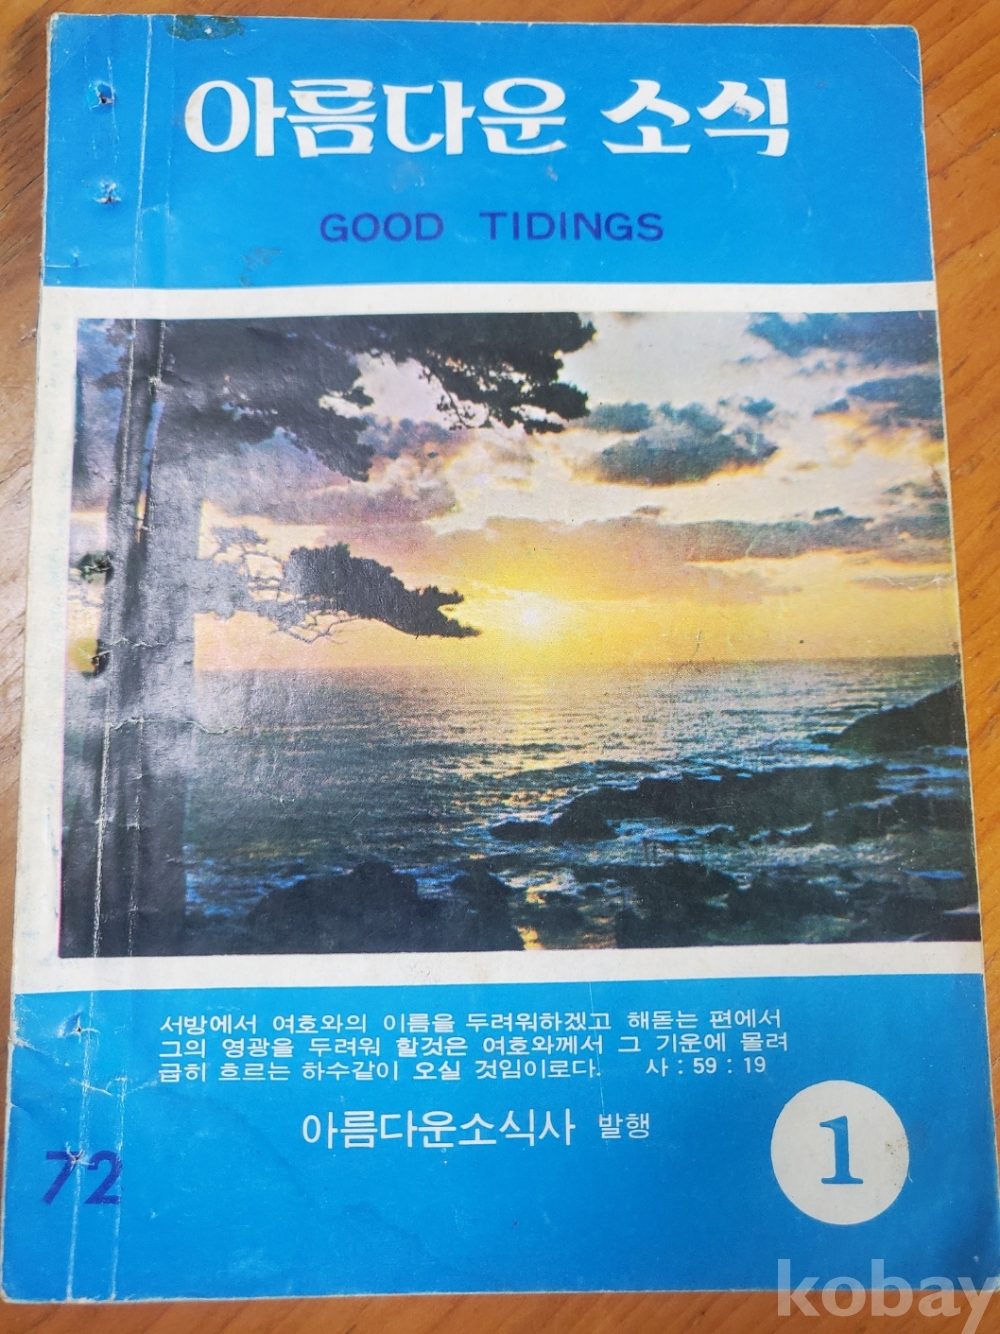 아름다운 소식
GOOD TIDINGS
서방에서 여호와의 이름을 두려워하겠고 해돋는 편에서
그의 영광을 두려워 할것은 여호와께서 그 기운에 몰려
급히 흐르는 하수같이 오실 것임이로다. 사 : 59 : 19
아름다운소식사 발행
72
1
kobay